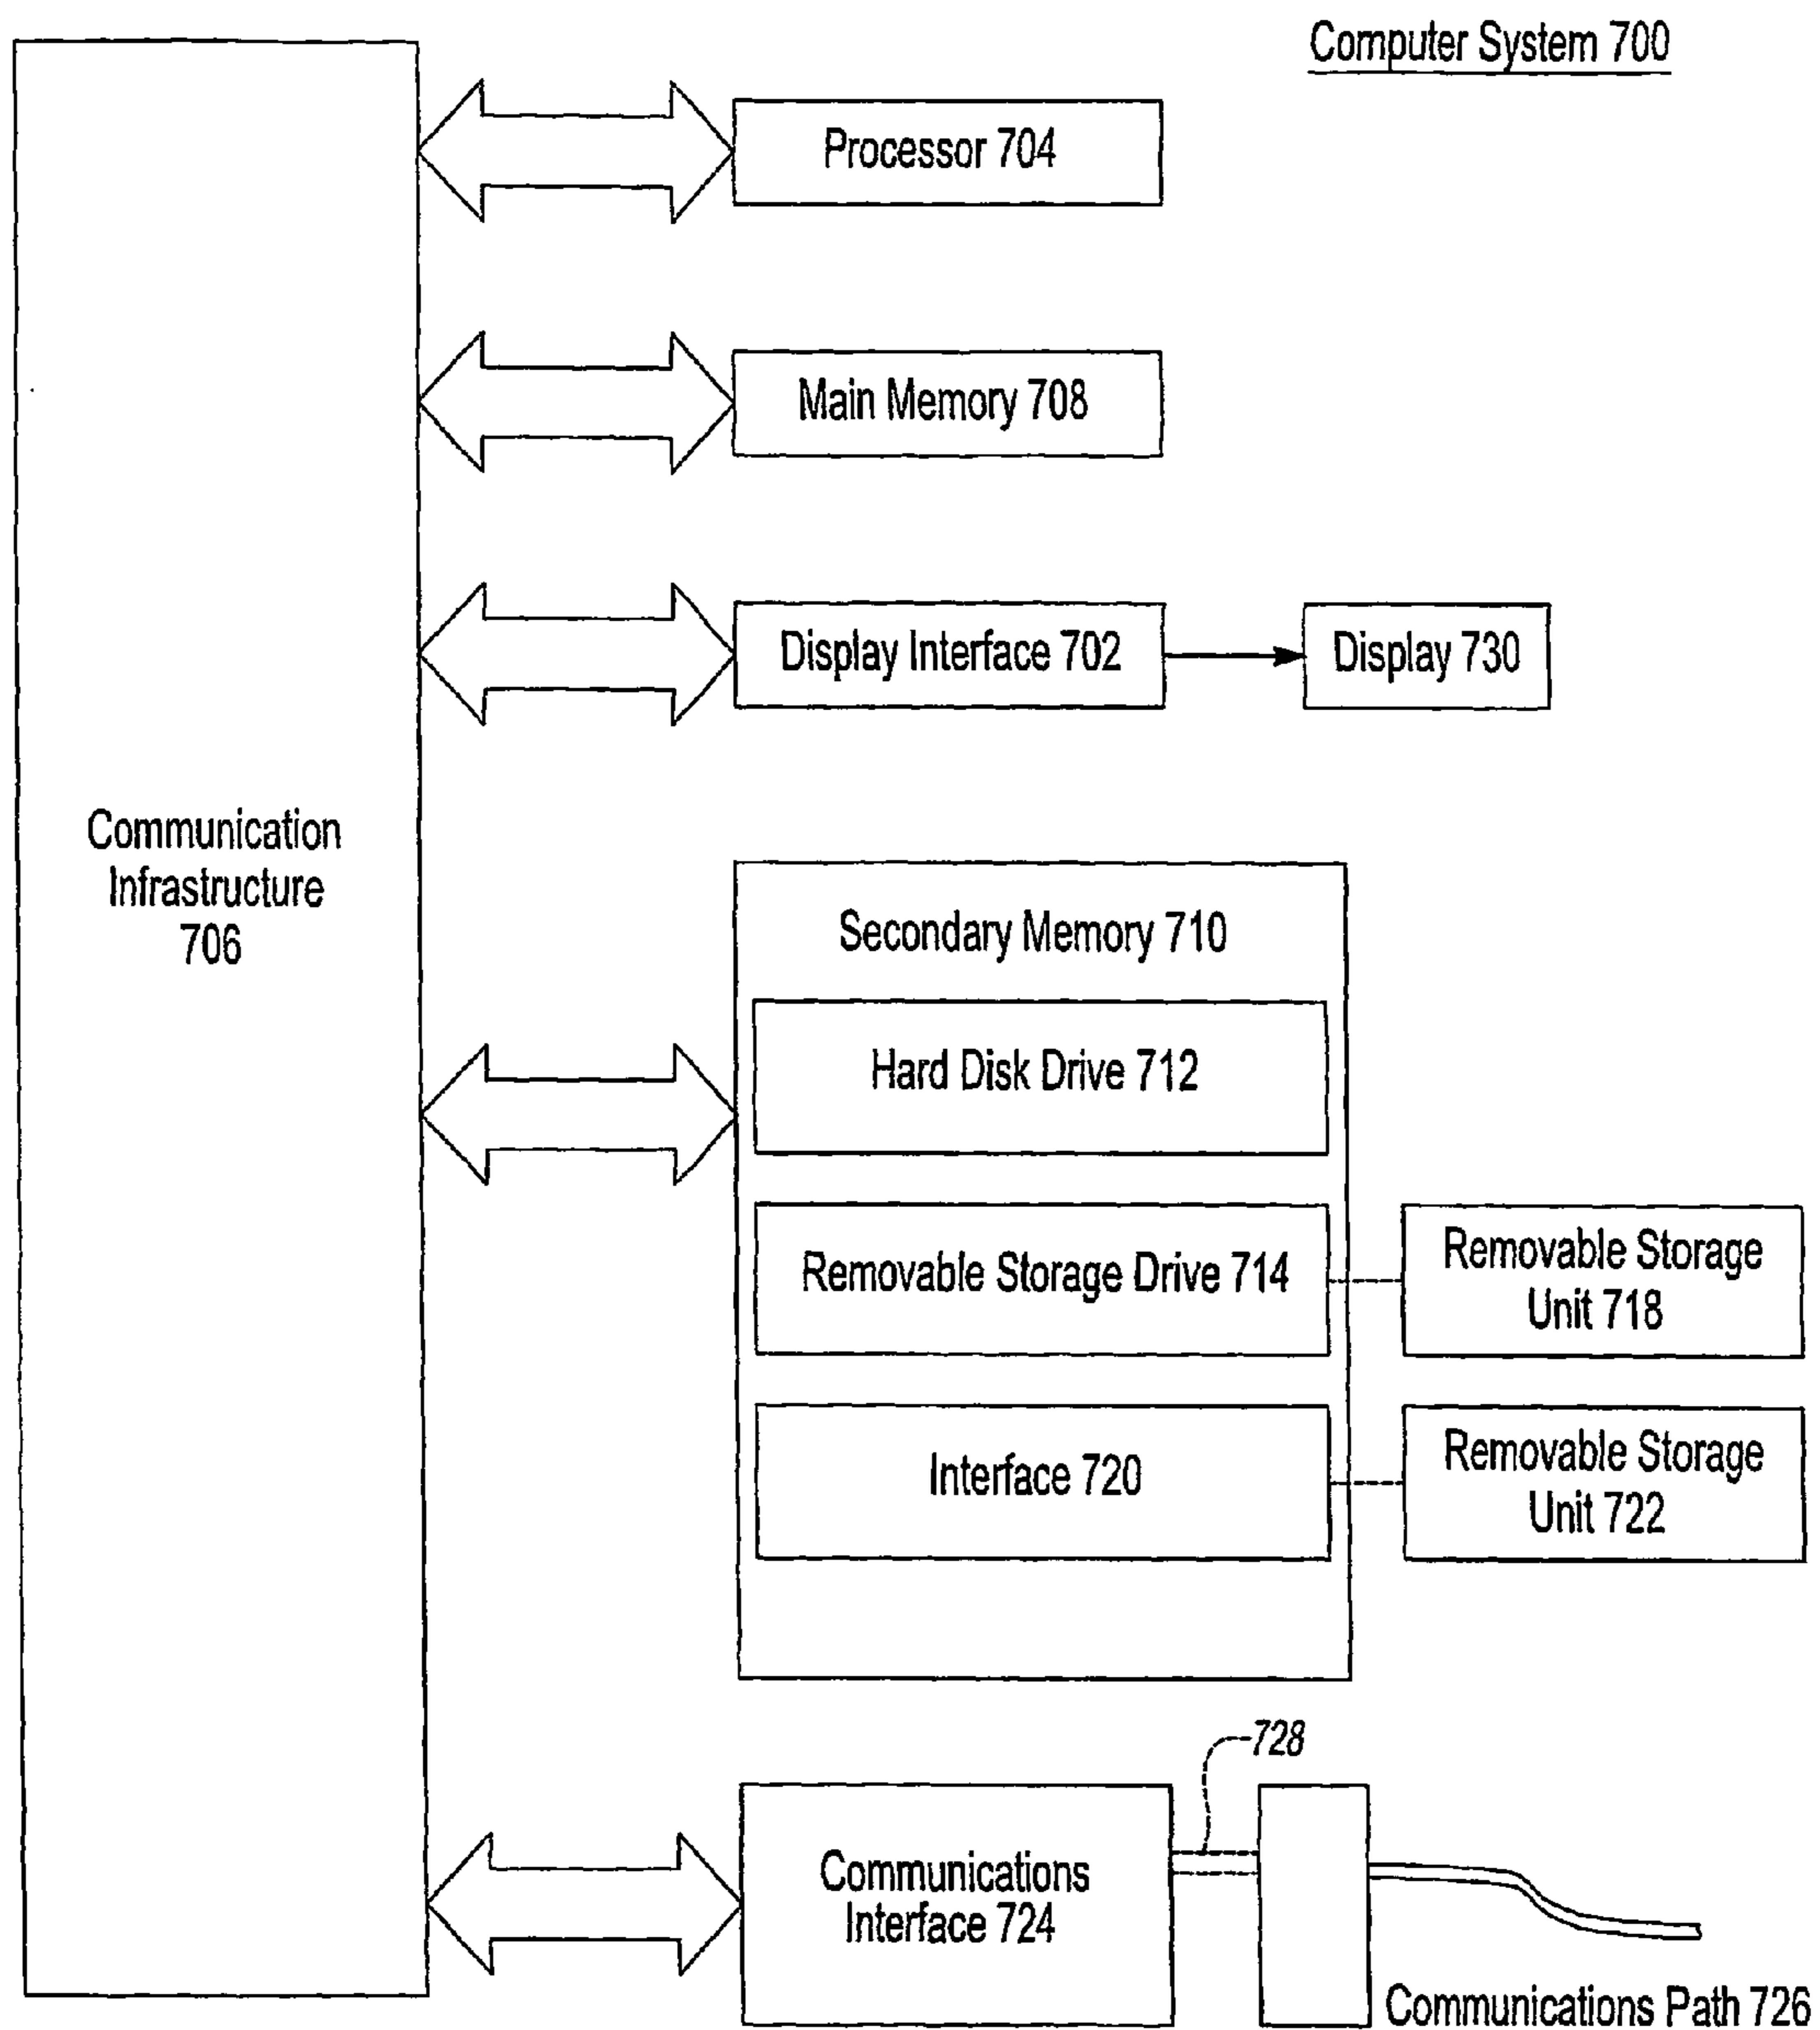 Computer System 700
Processor 704
Main Memory 708
Display Interface 702
Display 730
Communication
Infrastructure
706
Secondary Memory 710
Hard Disk Drive 712
Removable Storage Drive 714
Removable Storage
Unit 718
Interface 720
Removable Storage
Unit 722
728
Communications
Interface 724
Communications Path 726